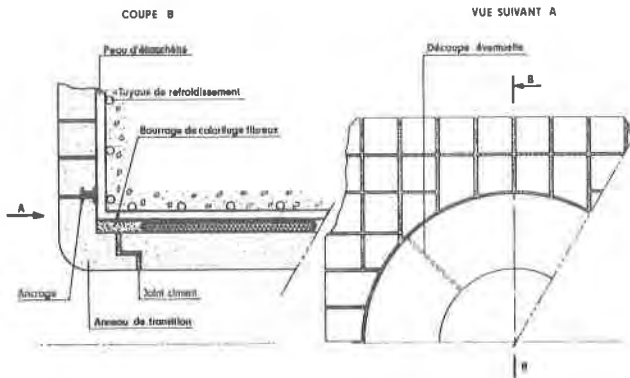 COUPE B
VUE SUIVANT A
Peau d'étanchéité
Découpe éventuelle
Tuyaux de refroidissement
B
Bourrage de calorifuge fibreux
A
Ancrage
Joint ciment
Anneau de transition
B